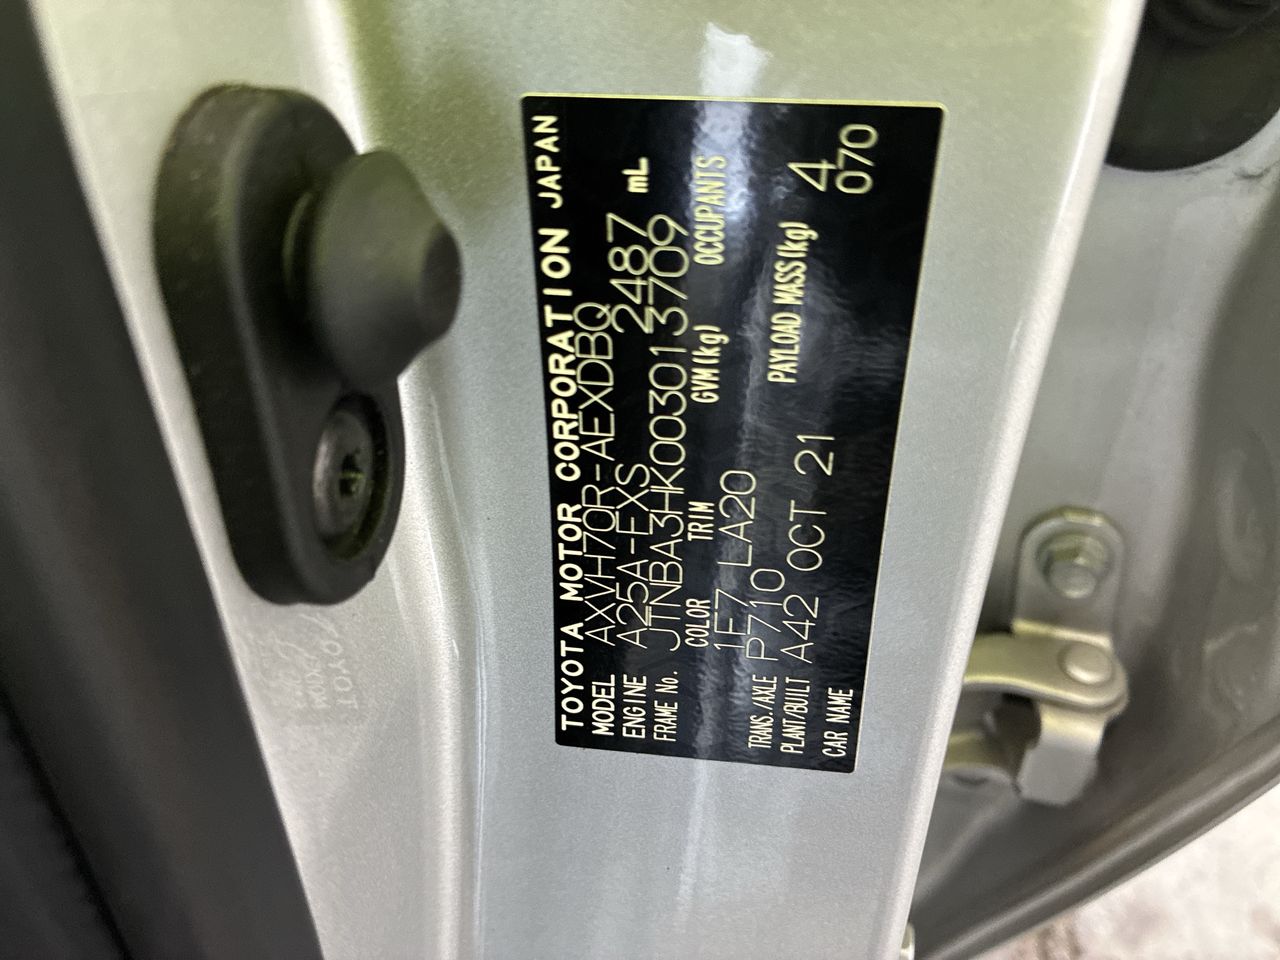 TOYOTA MOTOR CORPORATION JAPAN
MODEL AXVH70R-AEXDBQ
ENGINE A25A-FXS 2487 mL
FRAME No. JTNBA3HK003013709
COLOR TRIM GVM(kg) OCCUPANTS
1F7 LA20
TRANS./AXLE P710 PAYLOAD MASS(kg) 4
PLANT/BUILT A42 OCT 21 070
CAR NAME